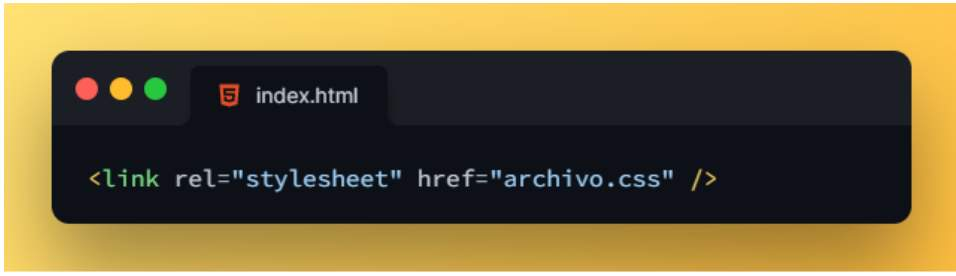 index.html
<link rel="stylesheet" href="archivo.css" />